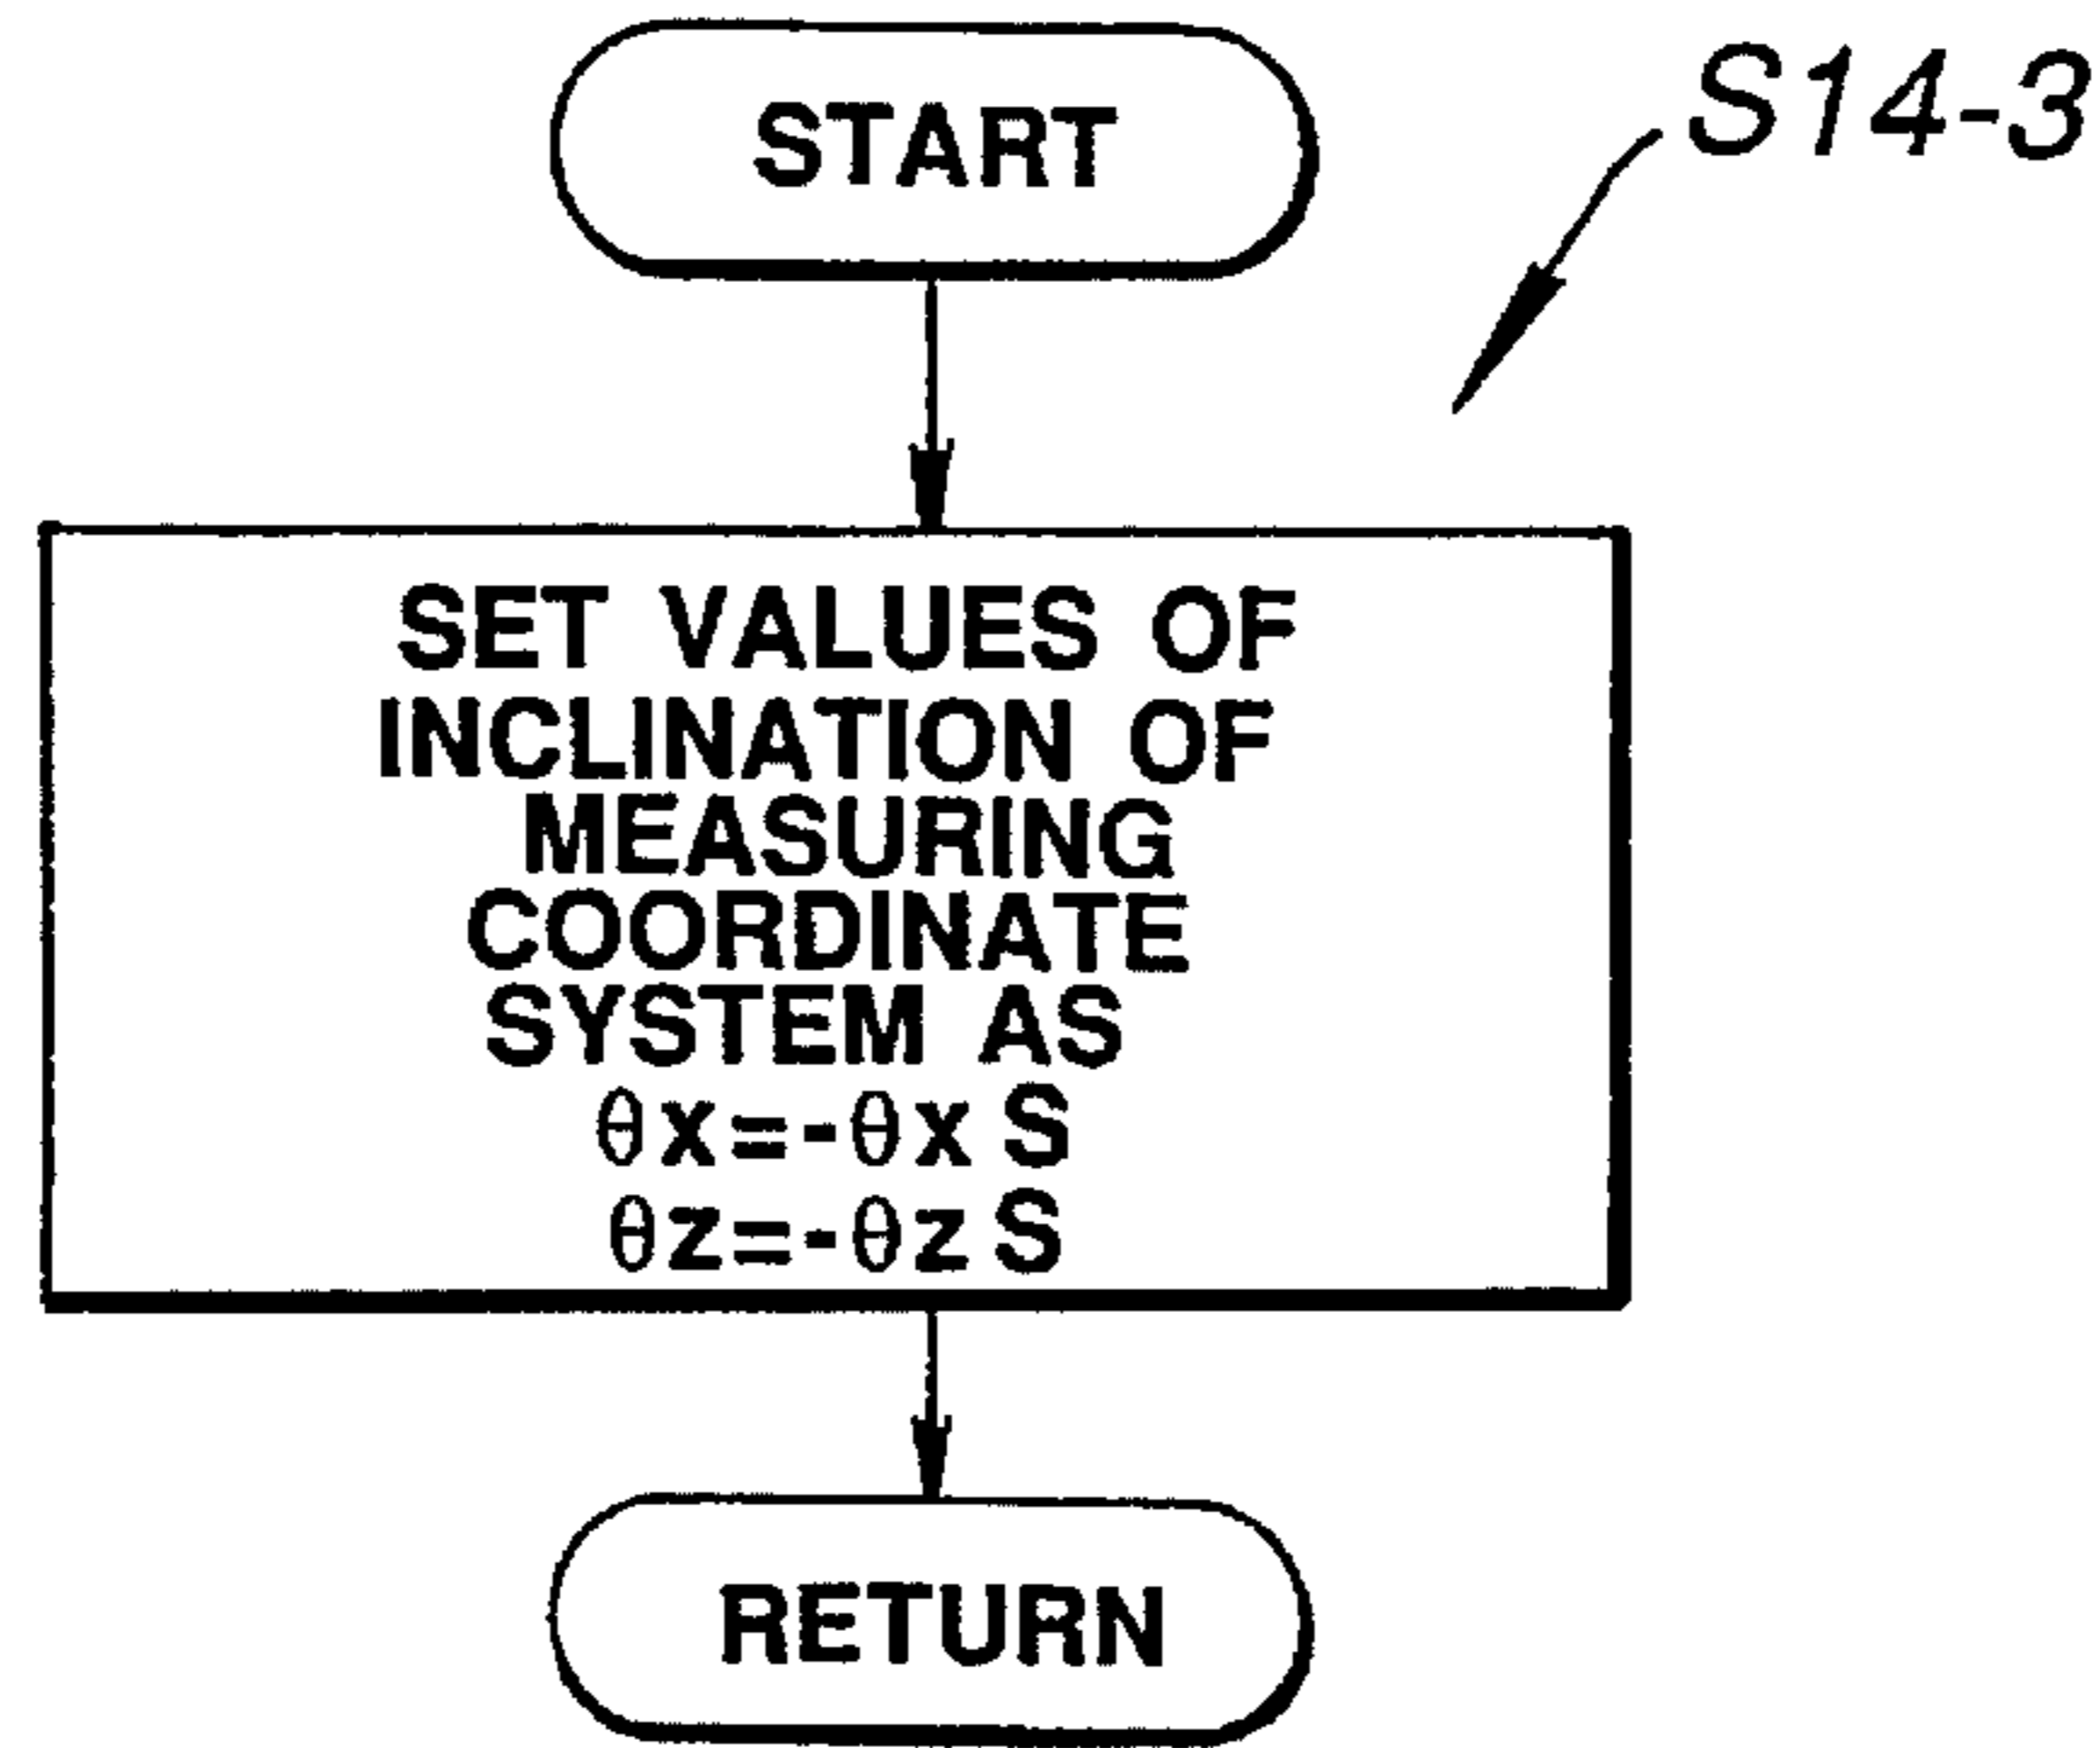 START
S14-3
SET VALUES OF
INCLINATION OF
MEASURING
COORDINATE
SYSTEM AS
θx=-θx S
θz=-θz S
RETURN